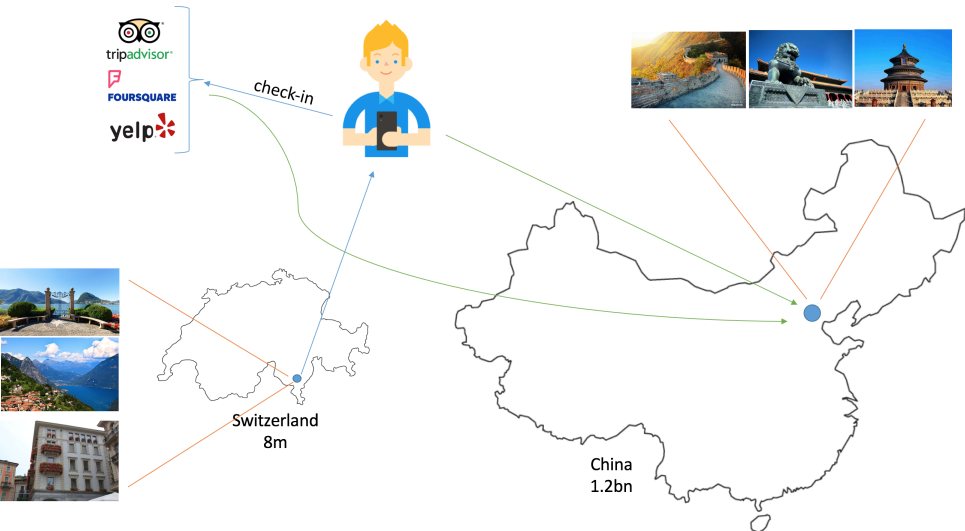 tripadvisor®
FOURSQUARE
yelp
check-in
Switzerland
8m
China
1.2bn